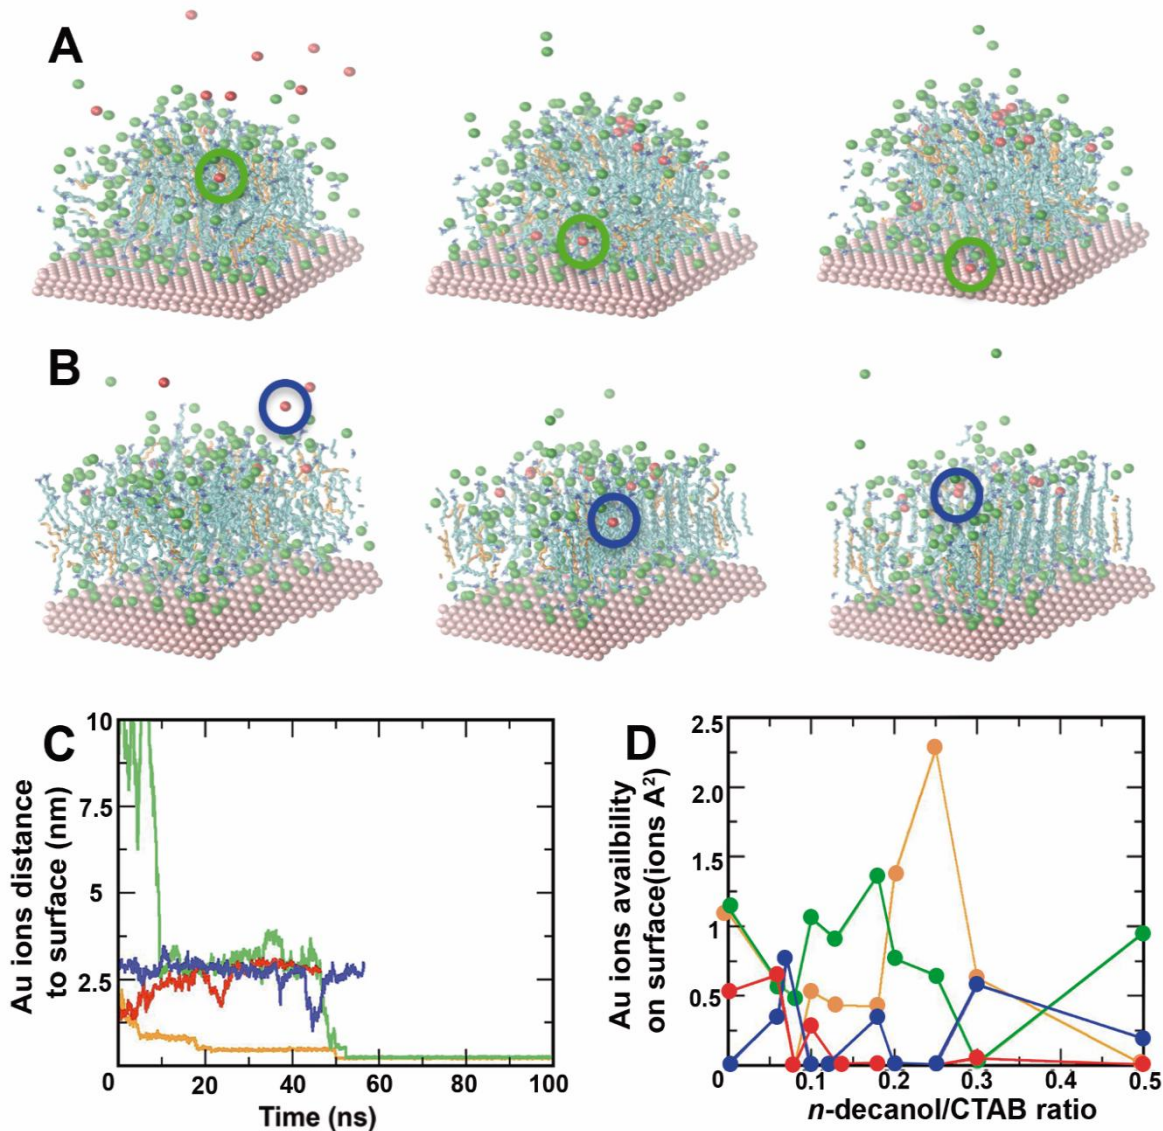 A
B
C
10
7.5
5
2.5
0
20
40
60
80
100
Au ions distance
to surface (nm)
Time (ns)
D
2.5
2.0
1.5
1
0.5
0
0.1
0.2
0.3
0.4
0.5
Au ions availbility
on surface(ions A²)
n-decanol/CTAB ratio